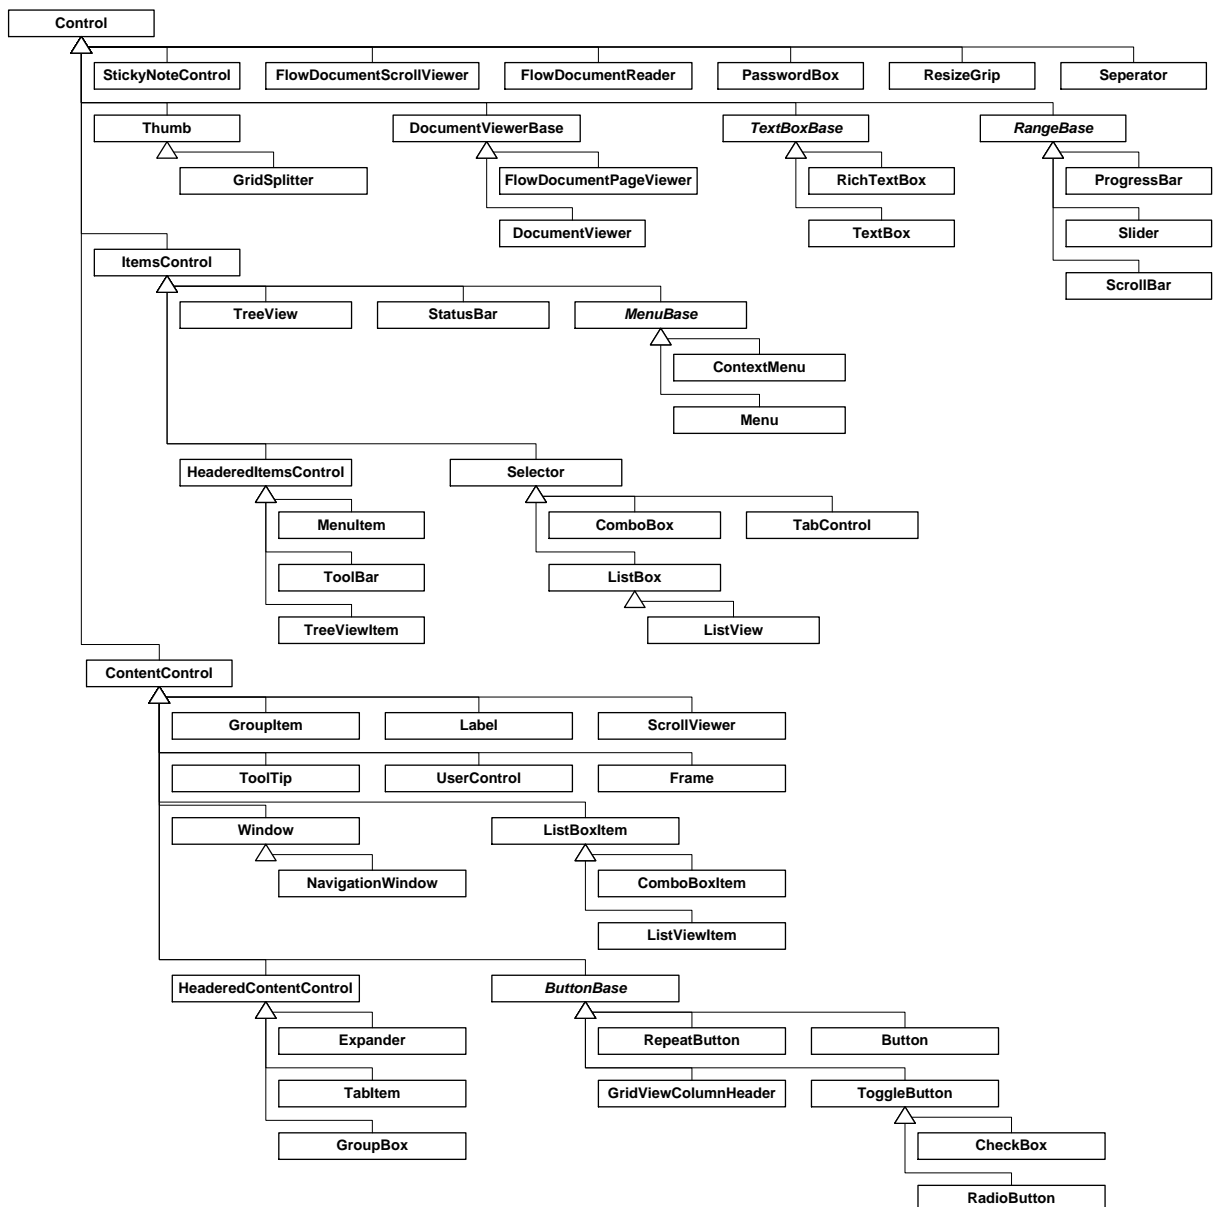 Control
StickyNoteControl
FlowDocumentScrollViewer
FlowDocumentReader
PasswordBox
ResizeGrip
Seperator
Thumb
DocumentViewerBase
TextBoxBase
RangeBase
GridSplitter
FlowDocumentPageViewer
RichTextBox
ProgressBar
DocumentViewer
TextBox
Slider
ItemsControl
ScrollBar
TreeView
StatusBar
MenuBase
ContextMenu
Menu
HeaderedItemsControl
Selector
MenuItem
ComboBox
TabControl
ToolBar
ListBox
TreeViewItem
ListView
ContentControl
GroupItem
Label
ScrollViewer
ToolTip
UserControl
Frame
Window
ListBoxItem
NavigationWindow
ComboBoxItem
ListViewItem
HeaderedContentControl
ButtonBase
Expander
RepeatButton
Button
TabItem
GridViewColumnHeader
ToggleButton
GroupBox
CheckBox
RadioButton